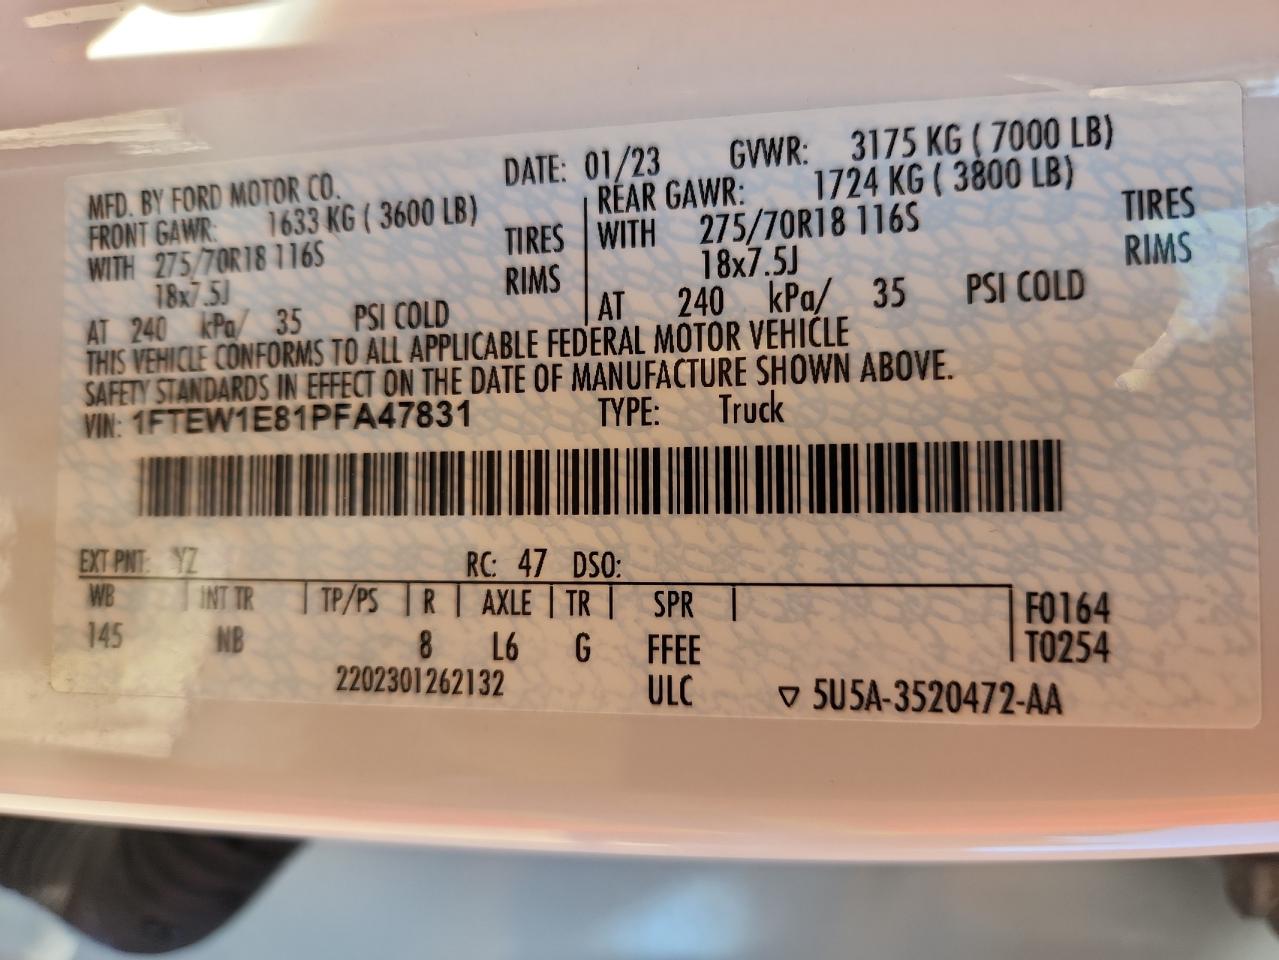 MFD. BY FORD MOTOR CO. DATE: 01/23 GVWR: 3175 KG ( 7000 LB)
FRONT GAWR: 1633 KG ( 3600 LB) REAR GAWR: 1724 KG ( 3800 LB)
WITH 275/70R18 116S TIRES WITH 275/70R18 116S TIRES
18x7.5J RIMS 18x7.5J RIMS
AT 240 kPa/ 35 PSI COLD AT 240 kPa/ 35 PSI COLD
THIS VEHICLE CONFORMS TO ALL APPLICABLE FEDERAL MOTOR VEHICLE
SAFETY STANDARDS IN EFFECT ON THE DATE OF MANUFACTURE SHOWN ABOVE.
VIN: 1FTEW1E81PFA47831 TYPE: Truck
EXT PNT: YZ RC: 47 DSO:
WB INT TR TP/PS R AXLE TR SPR F0164
145 NB 8 L6 G FFEE T0254
2202301262132 ULC ▽ 5U5A-3520472-AA